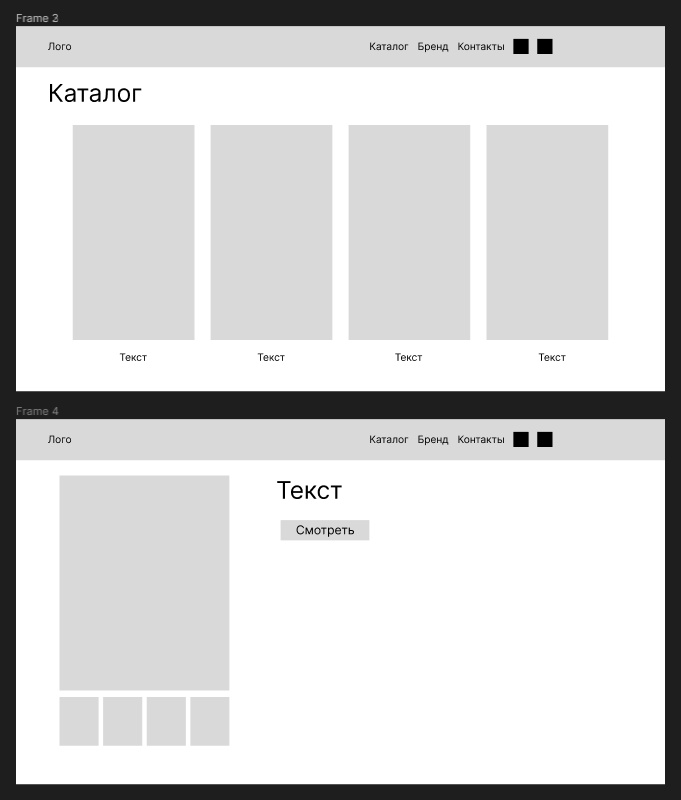 Frame 3
Лого
Каталог Бренд Контакты
Каталог
Текст Текст Текст Текст
Frame 4
Лого
Каталог Бренд Контакты
Текст
Смотреть